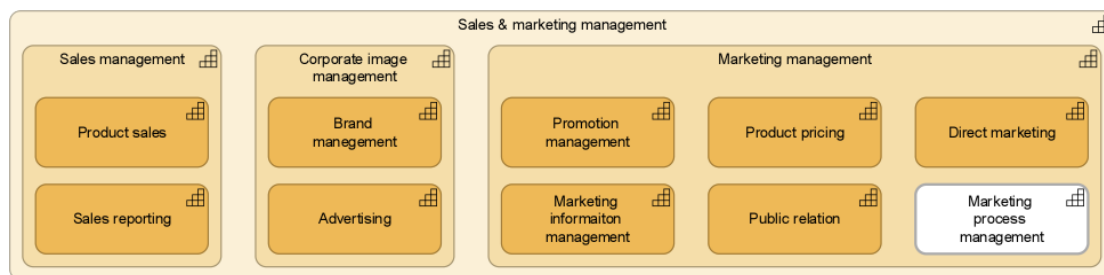 Sales & marketing management
Sales management
Corporate image
management
Marketing management
Product sales
Brand
manegement
Promotion
management
Product pricing
Direct marketing
Sales reporting
Advertising
Marketing
informaiton
management
Public relation
Marketing
process
management